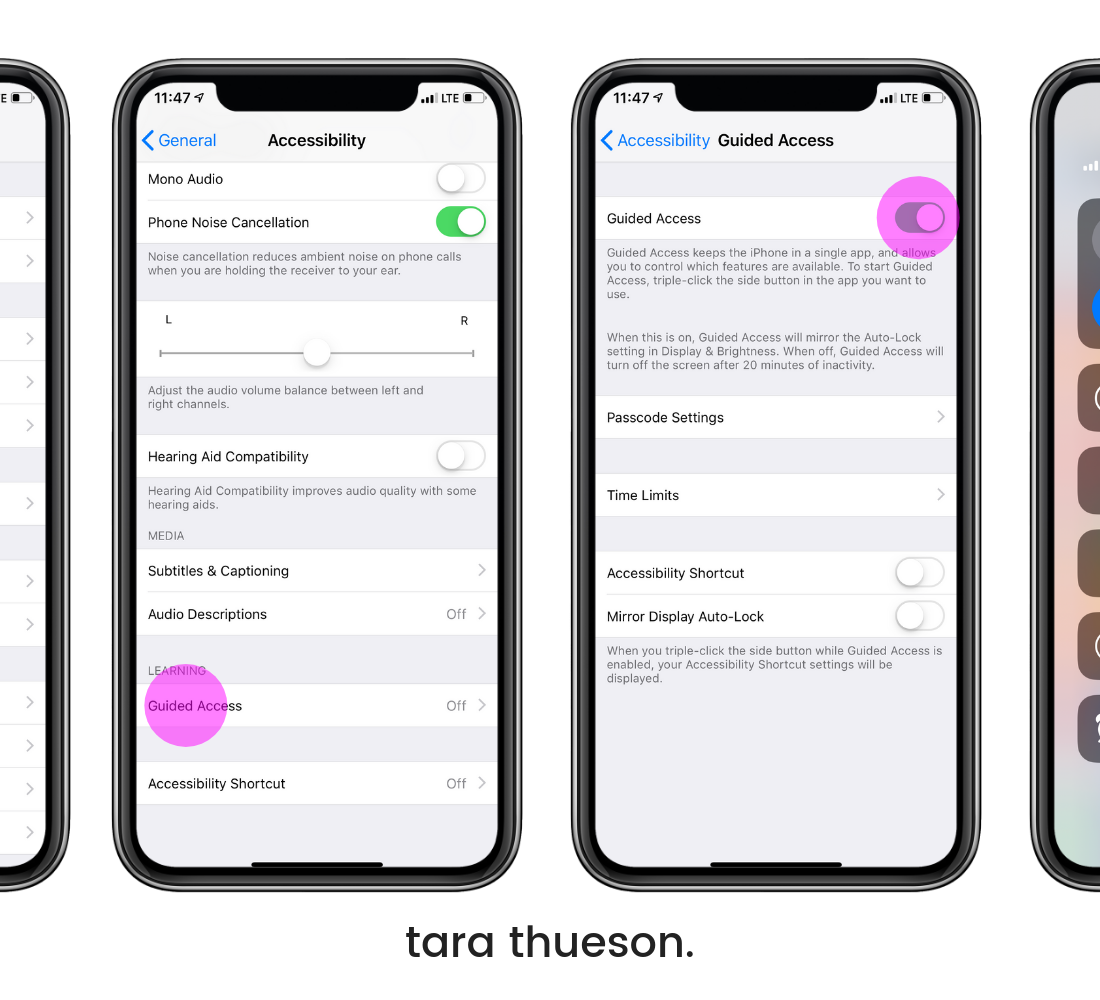 E
11:47
LTE
General
Accessibility
Mono Audio
Phone Noise Cancellation
Noise cancellation reduces ambient noise on phone calls
when you are holding the receiver to your ear.
L
R
Adjust the audio volume balance between left and
right channels.
Hearing Aid Compatibility
Hearing Aid Compatibility improves audio quality with some
hearing aids.
MEDIA
Subtitles & Captioning
Audio Descriptions Off
LEARNING
Guided Access Off
Accessibility Shortcut Off
11:47
LTE
Accessibility
Guided Access
Guided Access
Guided Access keeps the iPhone in a single app, and allows
you to control which features are available. To start Guided
Access, triple-click the side button in the app you want to
use.
When this is on, Guided Access will mirror the Auto-Lock
setting in Display & Brightness. When off, Guided Access will
turn off the screen after 20 minutes of inactivity.
Passcode Settings
Time Limits
Accessibility Shortcut
Mirror Display Auto-Lock
When you triple-click the side button while Guided Access is
enabled, your Accessibility Shortcut settings will be
displayed.
tara thueson.